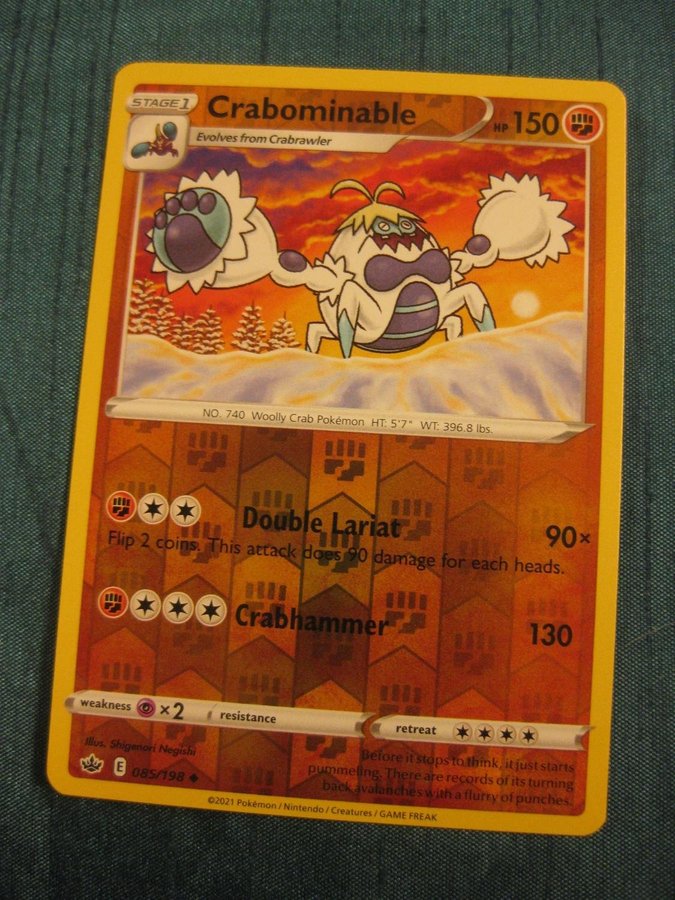 STAGE 1
Crabominable
HP 150
Evolves from Crabrawler
NO. 740 Woolly Crab Pokémon HT: 5'7" WT: 396.8 lbs.
Double Lariat 90×
Flip 2 coins. This attack does 90 damage for each heads.
Crabhammer 130
weakness ×2 resistance retreat
Illus. Shigenori Negishi
E 085/198
Before it stops to think, it just starts
pummeling. There are records of its turning
back avalanches with a flurry of punches.
©2021 Pokémon / Nintendo / Creatures / GAME FREAK